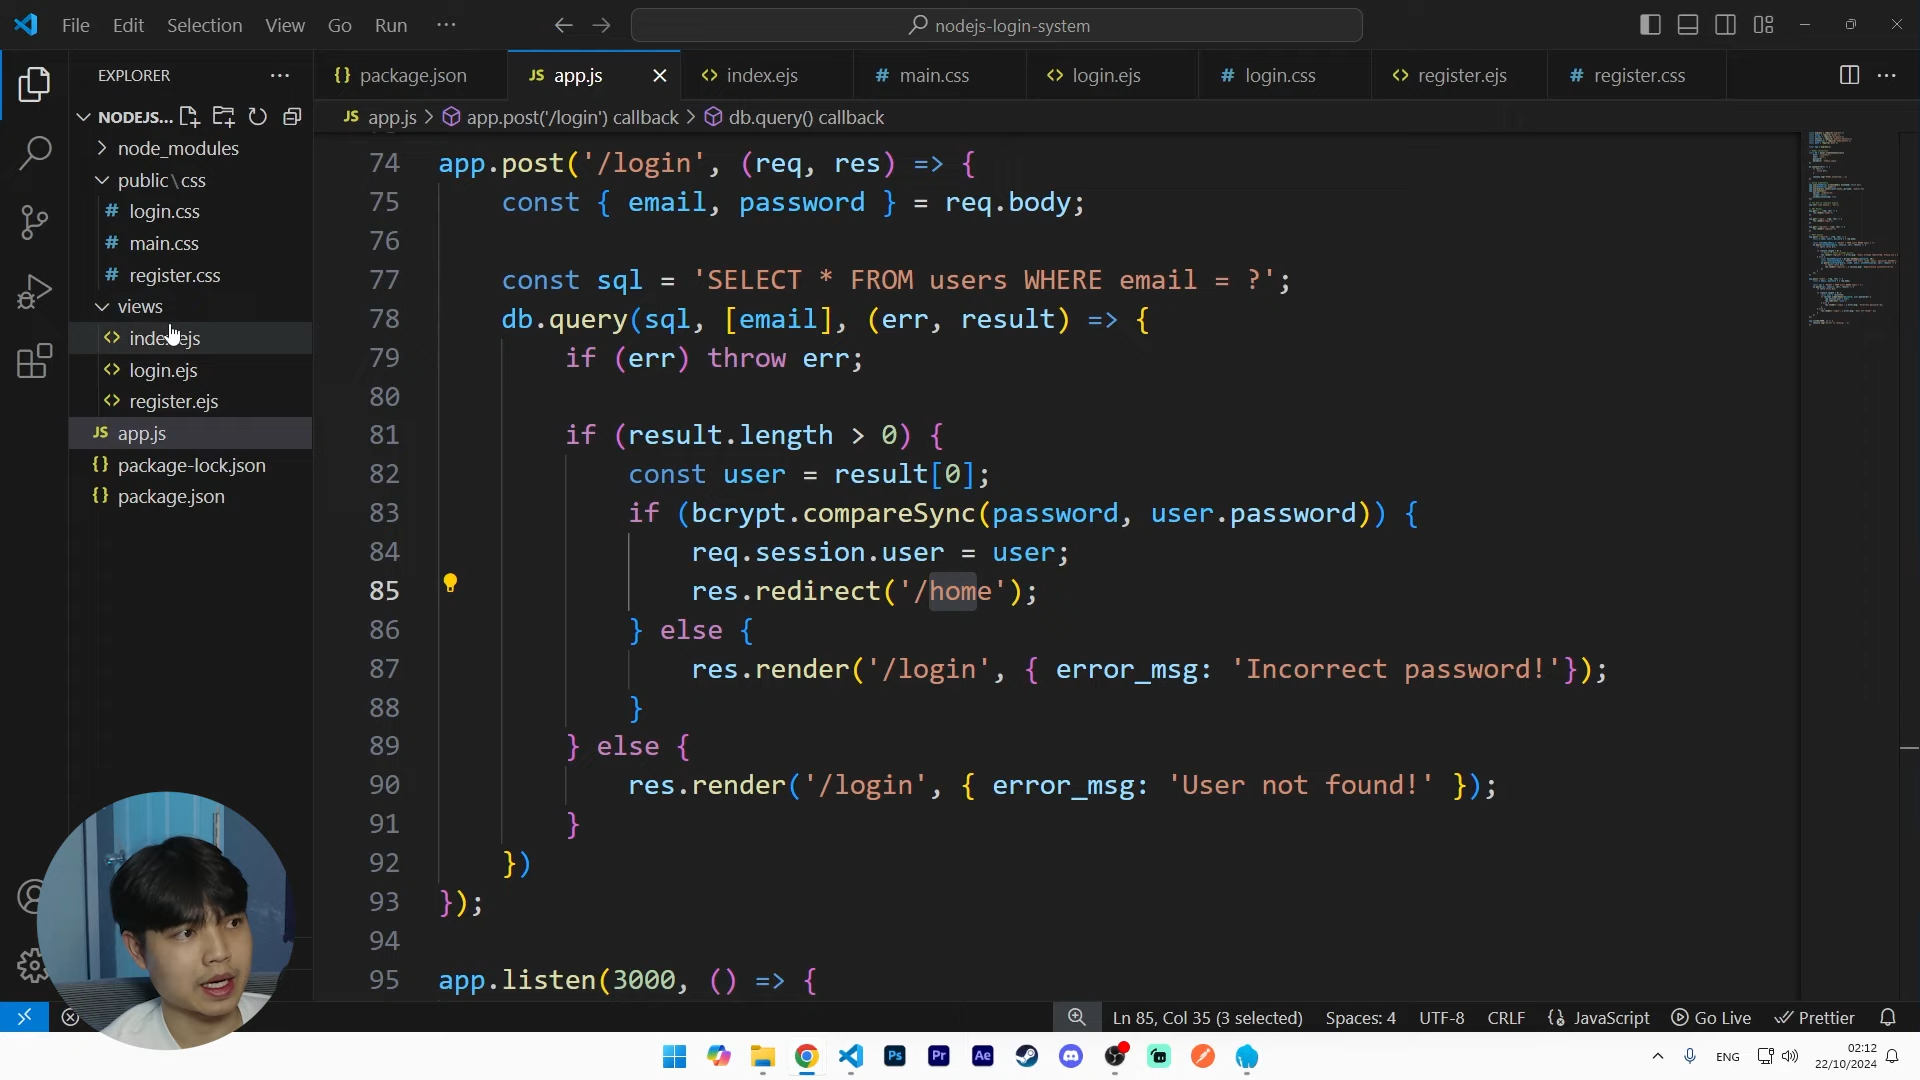 File Edit Selection View Go Run ···
nodejs-login-system
EXPLORER ···
NODEJS...
node_modules
public\css
# login.css
# main.css
# register.css
views
<> index.ejs
<> login.ejs
<> register.ejs
JS app.js
{} package-lock.json
{} package.json
{} package.json
JS app.js
<> index.ejs
# main.css
<> login.ejs
# login.css
<> register.ejs
# register.css
JS app.js > app.post('/login') callback > db.query() callback
74 app.post('/login', (req, res) => {
75 const { email, password } = req.body;
76
77 const sql = 'SELECT * FROM users WHERE email = ?';
78 db.query(sql, [email], (err, result) => {
79 if (err) throw err;
80
81 if (result.length > 0) {
82 const user = result[0];
83 if (bcrypt.compareSync(password, user.password)) {
84 req.session.user = user;
85 res.redirect('/home');
86 } else {
87 res.render('/login', { error_msg: 'Incorrect password!'});
88 }
89 } else {
90 res.render('/login', { error_msg: 'User not found!' });
91 }
92 })
93 });
94
95 app.listen(3000, () => {
Ln 85, Col 35 (3 selected) Spaces: 4 UTF-8 CRLF {} JavaScript Go Live Prettier
Ps Pr Ae
ENG
02:12
22/10/2024